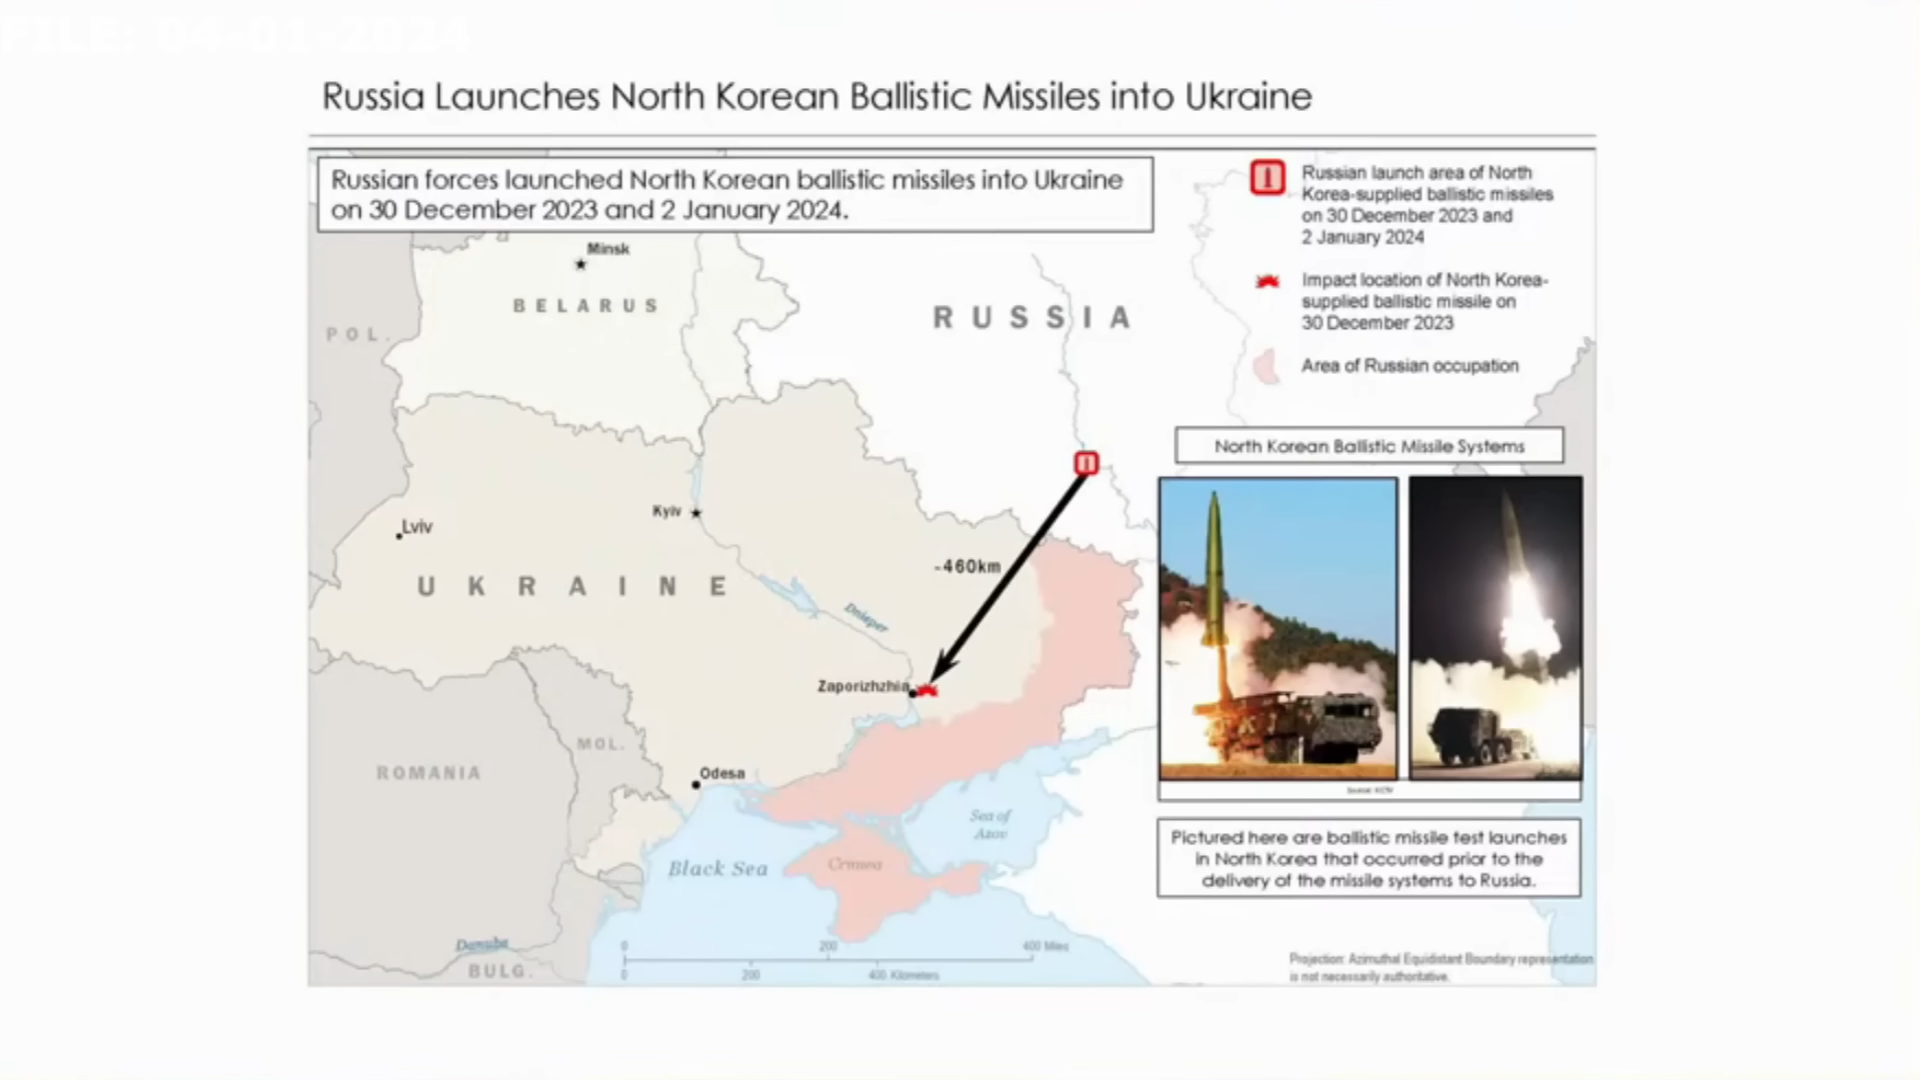 FILE: 04-01-2024
Russia Launches North Korean Ballistic Missiles into Ukraine
Russian forces launched North Korean ballistic missiles into Ukraine
on 30 December 2023 and 2 January 2024.
Russian launch area of North
Korea-supplied ballistic missiles
on 30 December 2023 and
2 January 2024
Impact location of North Korea-
supplied ballistic missile on
30 December 2023
Area of Russian occupation
Minsk
BELARUS
POL.
RUSSIA
North Korean Ballistic Missile Systems
Kyiv
Lviv
~460km
UKRAINE
Dnieper
Zaporizhzhia
MOL.
ROMANIA
Odesa
Sea of
Azov
Crimea
Black Sea
Pictured here are ballistic missile test launches
in North Korea that occurred prior to the
delivery of the missile systems to Russia.
Danube
BULG.
0 200 400 Miles
0 200 400 Kilometers
Projection: Azimuthal Equidistant Boundary representation
is not necessarily authoritative.